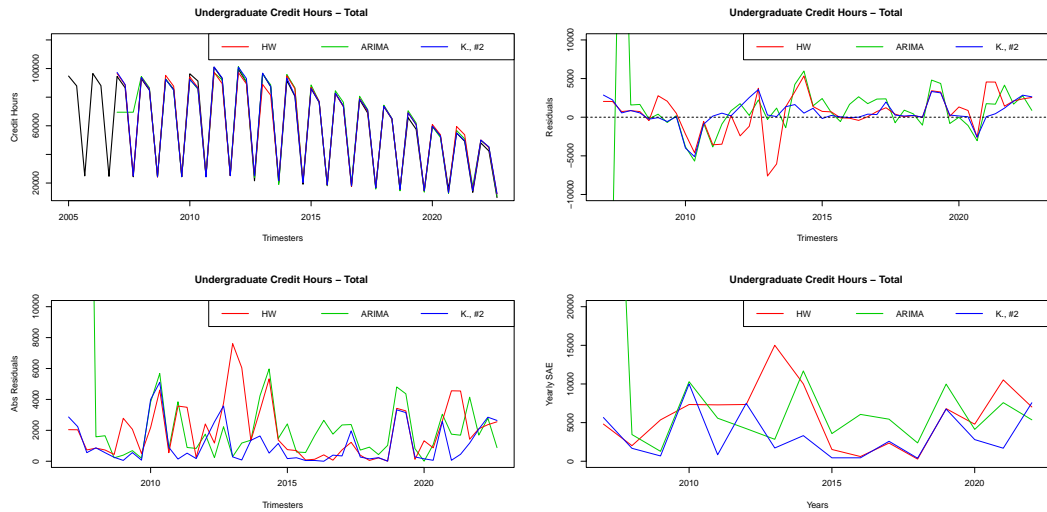 Undergraduate Credit Hours – Total
HW ARIMA K., #2
Credit Hours
20000 60000 100000
2005 2010 2015 2020
Trimesters
Undergraduate Credit Hours – Total
HW ARIMA K., #2
Residuals
−10000 −5000 0 5000 10000
2010 2015 2020
Trimesters
Undergraduate Credit Hours – Total
HW ARIMA K., #2
Abs Residuals
0 2000 4000 6000 8000 10000
2010 2015 2020
Trimesters
Undergraduate Credit Hours – Total
HW ARIMA K., #2
Yearly SAE
0 5000 10000 15000 20000
2010 2015 2020
Years